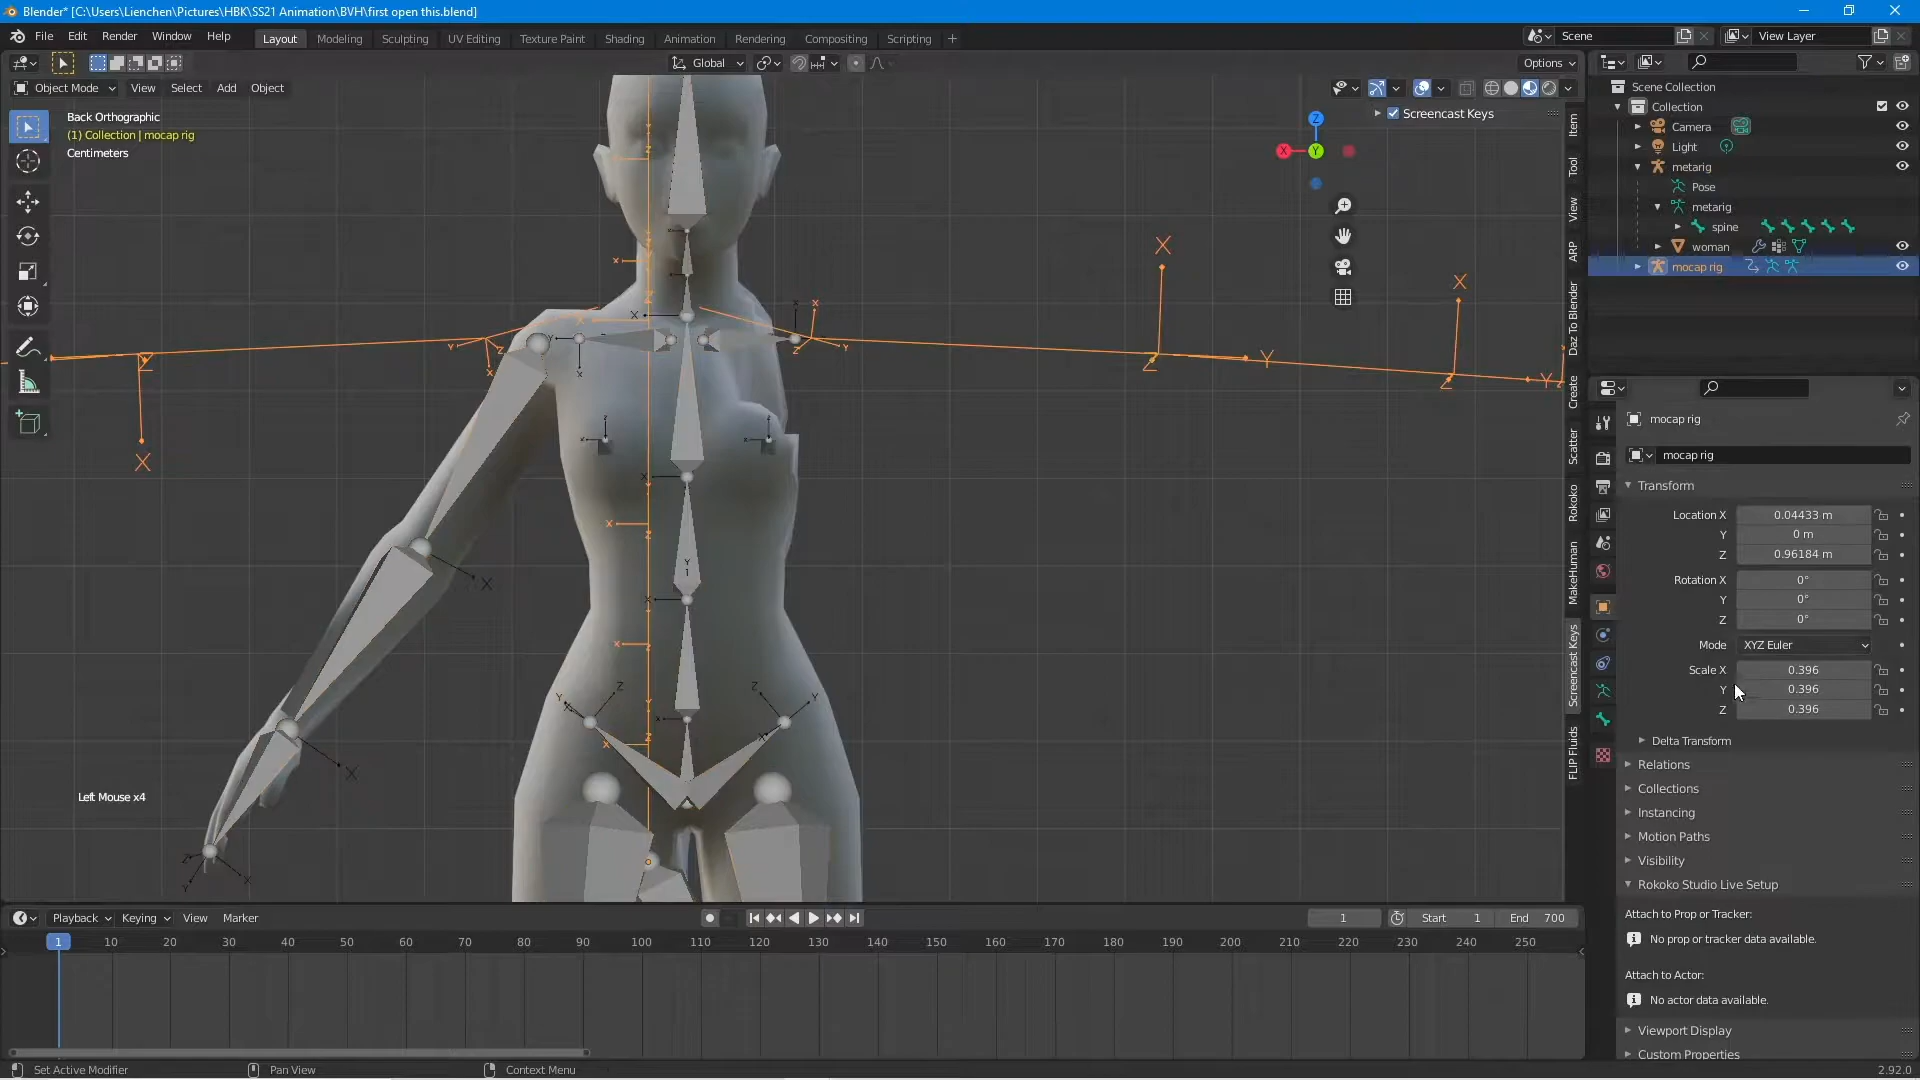 Blender* [C:\Users\Lienchen\Pictures\HBK\SS21 Animation\BVH\first open this.blend]
File Edit Render Window Help
Layout Modeling Sculpting UV Editing Texture Paint Shading Animation Rendering Compositing Scripting +
Scene
View Layer
Global
Options
Object Mode View Select Add Object
Back Orthographic
(1) Collection | mocap rig
Centimeters
Screencast Keys
Left Mouse x4
Item
Tool
View
ARP
Daz To Blender
Create
Scatter
Rokoko
MakeHuman
Screencast Keys
FLIP Fluids
Scene Collection
Collection
Camera
Light
metarig
Pose
metarig
spine
woman
mocap rig
mocap rig
mocap rig
Transform
Location X 0.04433 m
Y 0 m
Z 0.96184 m
Rotation X 0°
Y 0°
Z 0°
Mode XYZ Euler
Scale X 0.396
Y 0.396
Z 0.396
Delta Transform
Relations
Collections
Instancing
Motion Paths
Visibility
Rokoko Studio Live Setup
Attach to Prop or Tracker:
No prop or tracker data available.
Attach to Actor:
No actor data available.
Viewport Display
Custom Properties
Playback Keying View Marker
1 Start 1 End 700
1 10 20 30 40 50 60 70 80 90 100 110 120 130 140 150 160 170 180 190 200 210 220 230 240 250
Set Active Modifier Pan View Context Menu 2.92.0